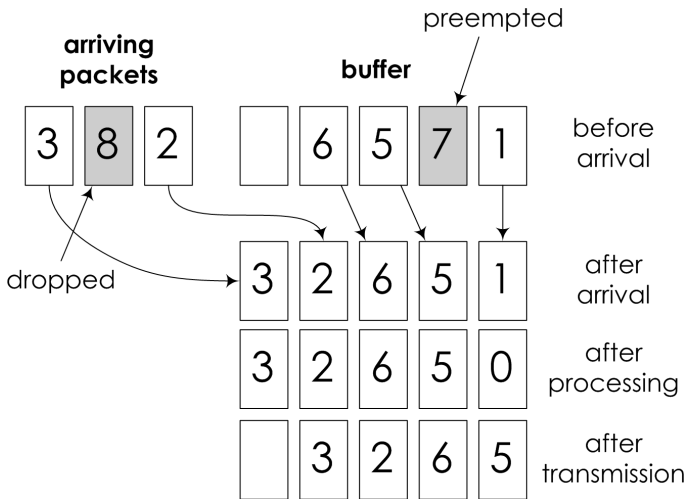 preempted
arriving
packets
buffer
3 8 2 6 5 7 1
before
arrival
dropped
3 2 6 5 1
after
arrival
3 2 6 5 0
after
processing
3 2 6 5
after
transmission